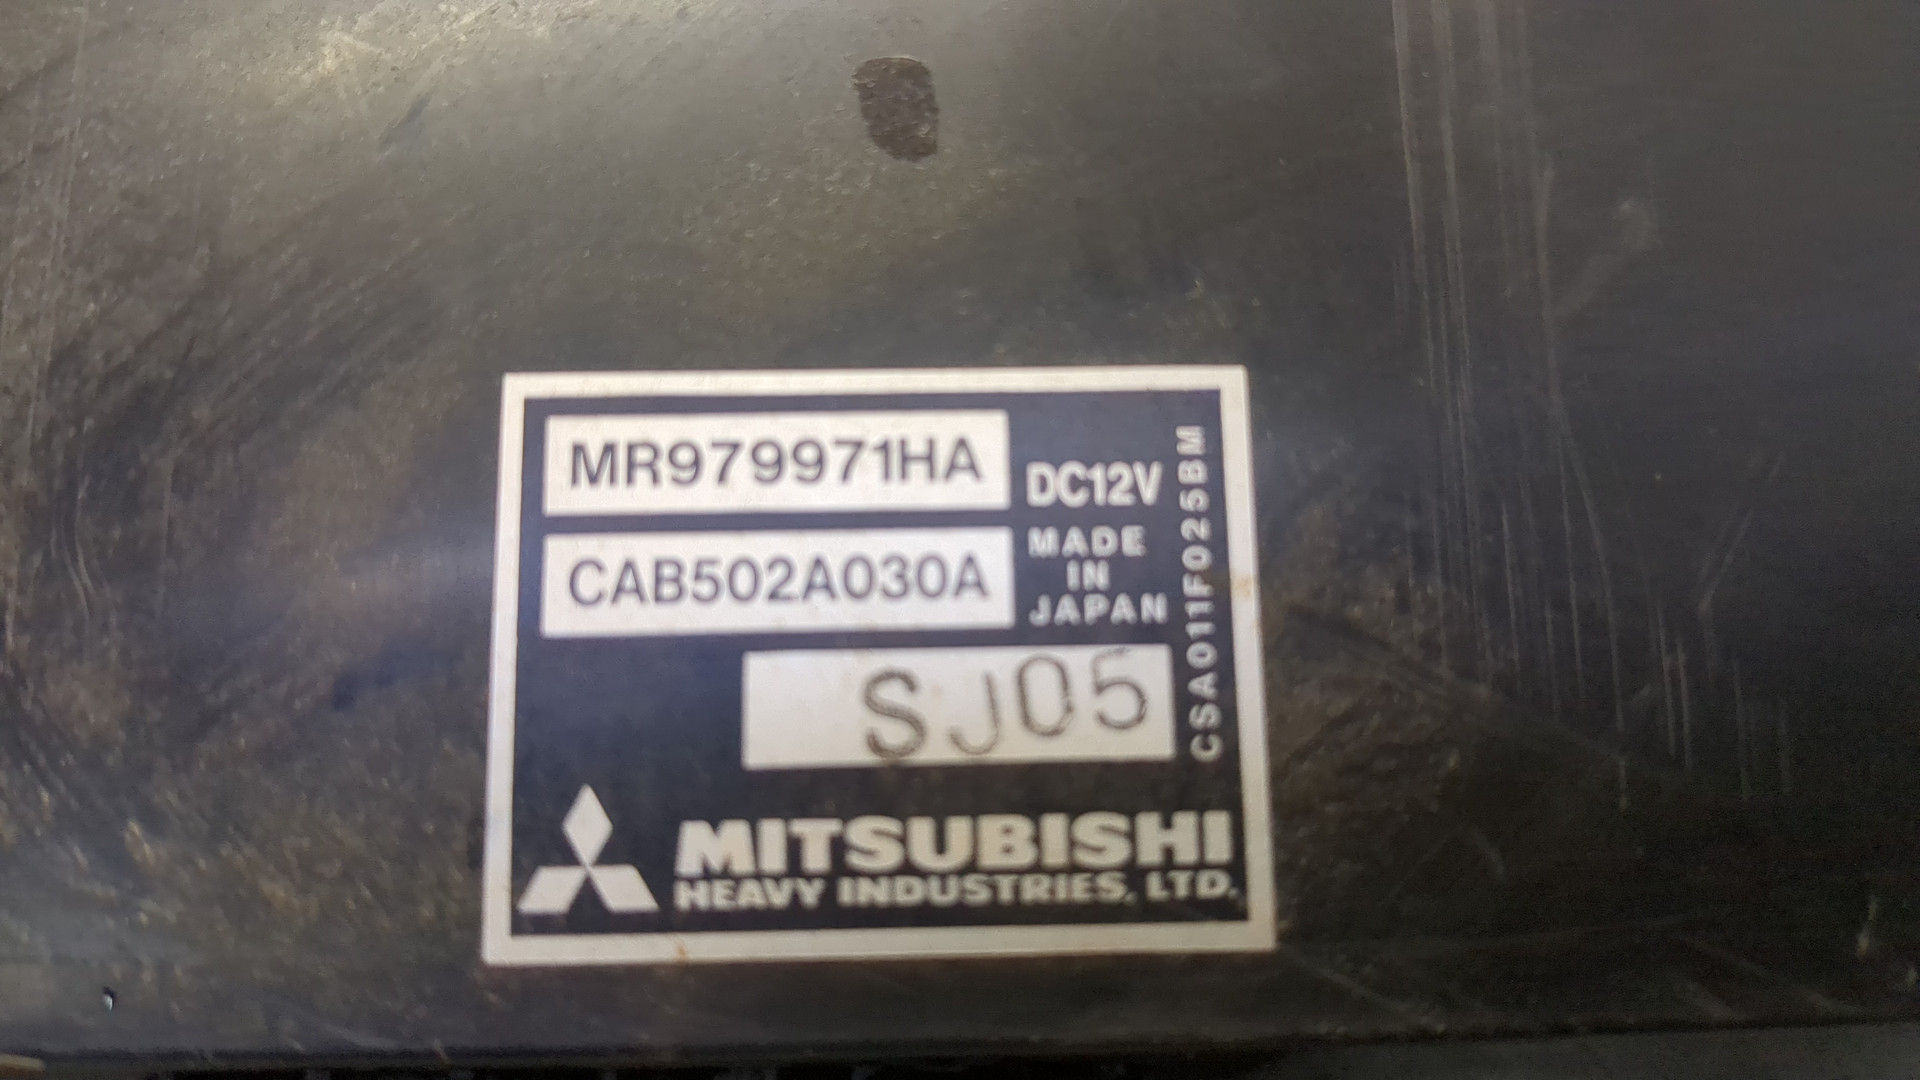 MR979971HA
DC12V
CAB502A030A
MADE
IN
JAPAN
CSA011F025BM
SJ05
MITSUBISHI
HEAVY INDUSTRIES, LTD.